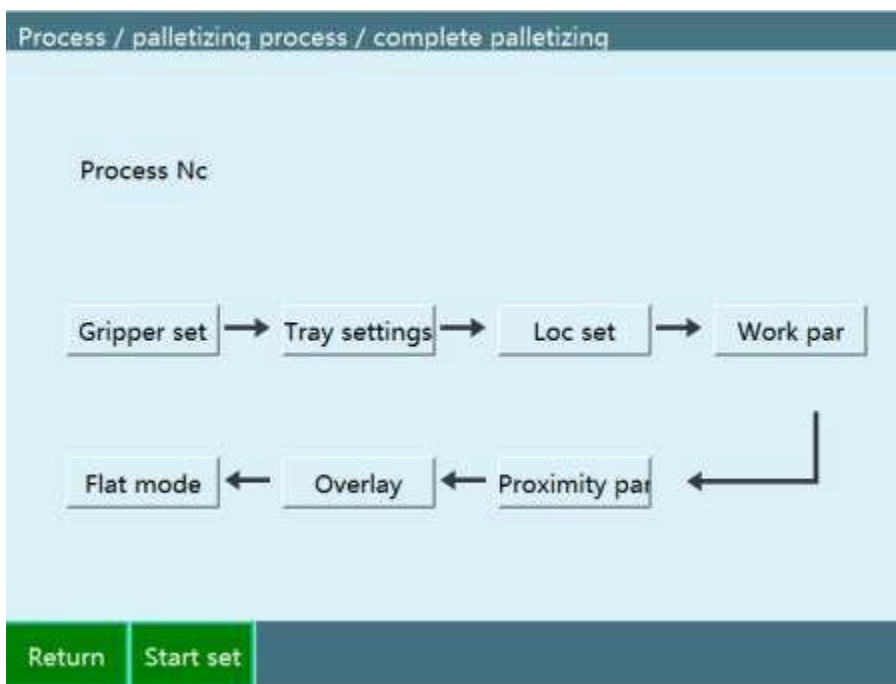 Process / palletizing process / complete palletizing
Process Nc
Gripper set
Tray settings
Loc set
Work par
Flat mode
Overlay
Proximity par
Return
Start set